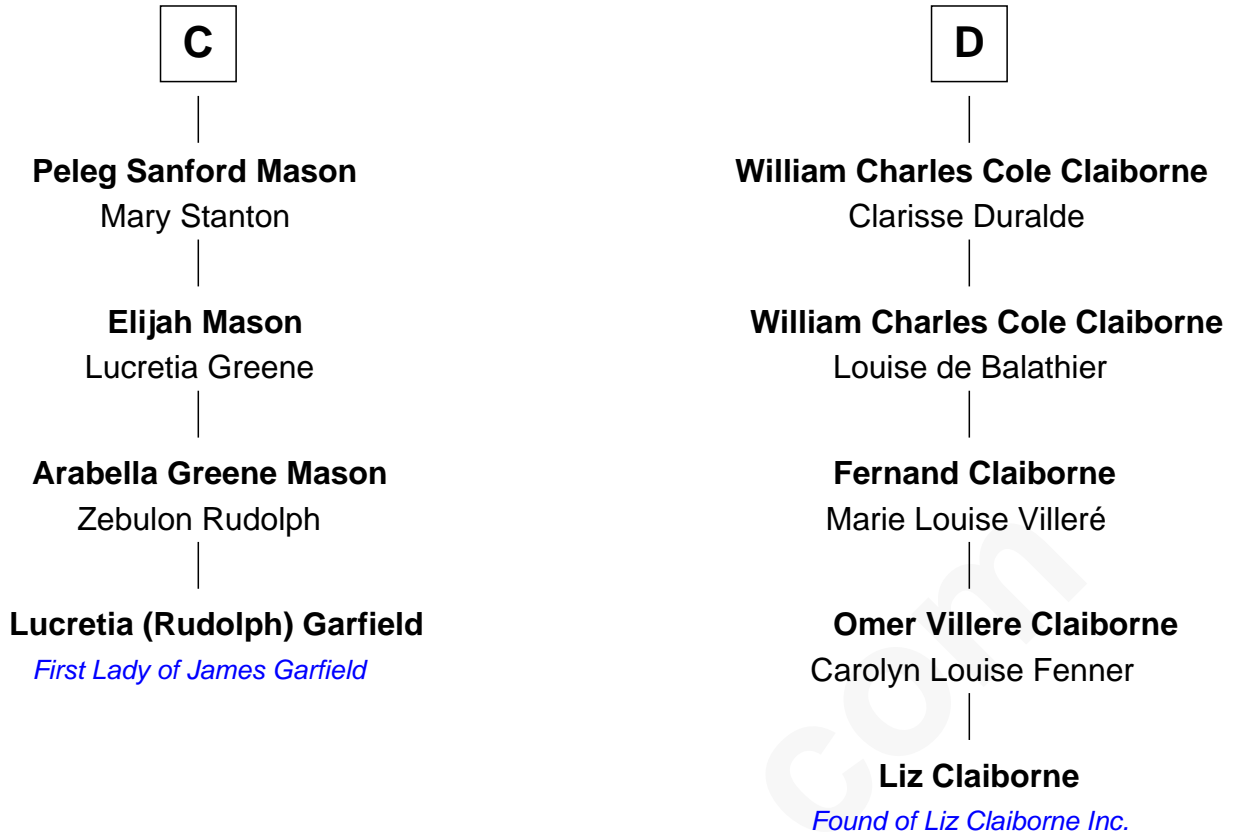 C
Peleg Sanford Mason
Mary Stanton
Elijah Mason
Lucretia Greene
Arabella Greene Mason
Zebulon Rudolph
Lucretia (Rudolph) Garfield
First Lady of James Garfield
D
William Charles Cole Claiborne
Clarisse Duralde
William Charles Cole Claiborne
Louise de Balathier
Fernand Claiborne
Marie Louise Villeré
Omer Villere Claiborne
Carolyn Louise Fenner
Liz Claiborne
Found of Liz Claiborne Inc.
com